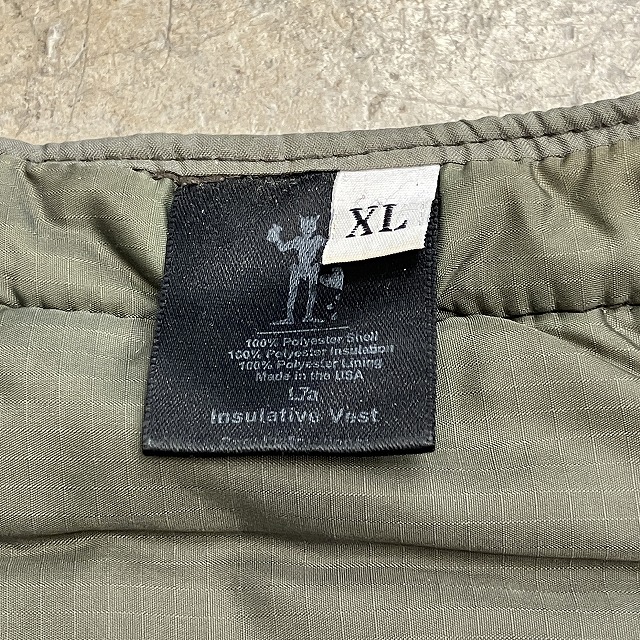 XL
100% Polyester Shell
100% Polyester Insulation
100% Polyester Lining
Made in the USA
L7a
Insulative Vest